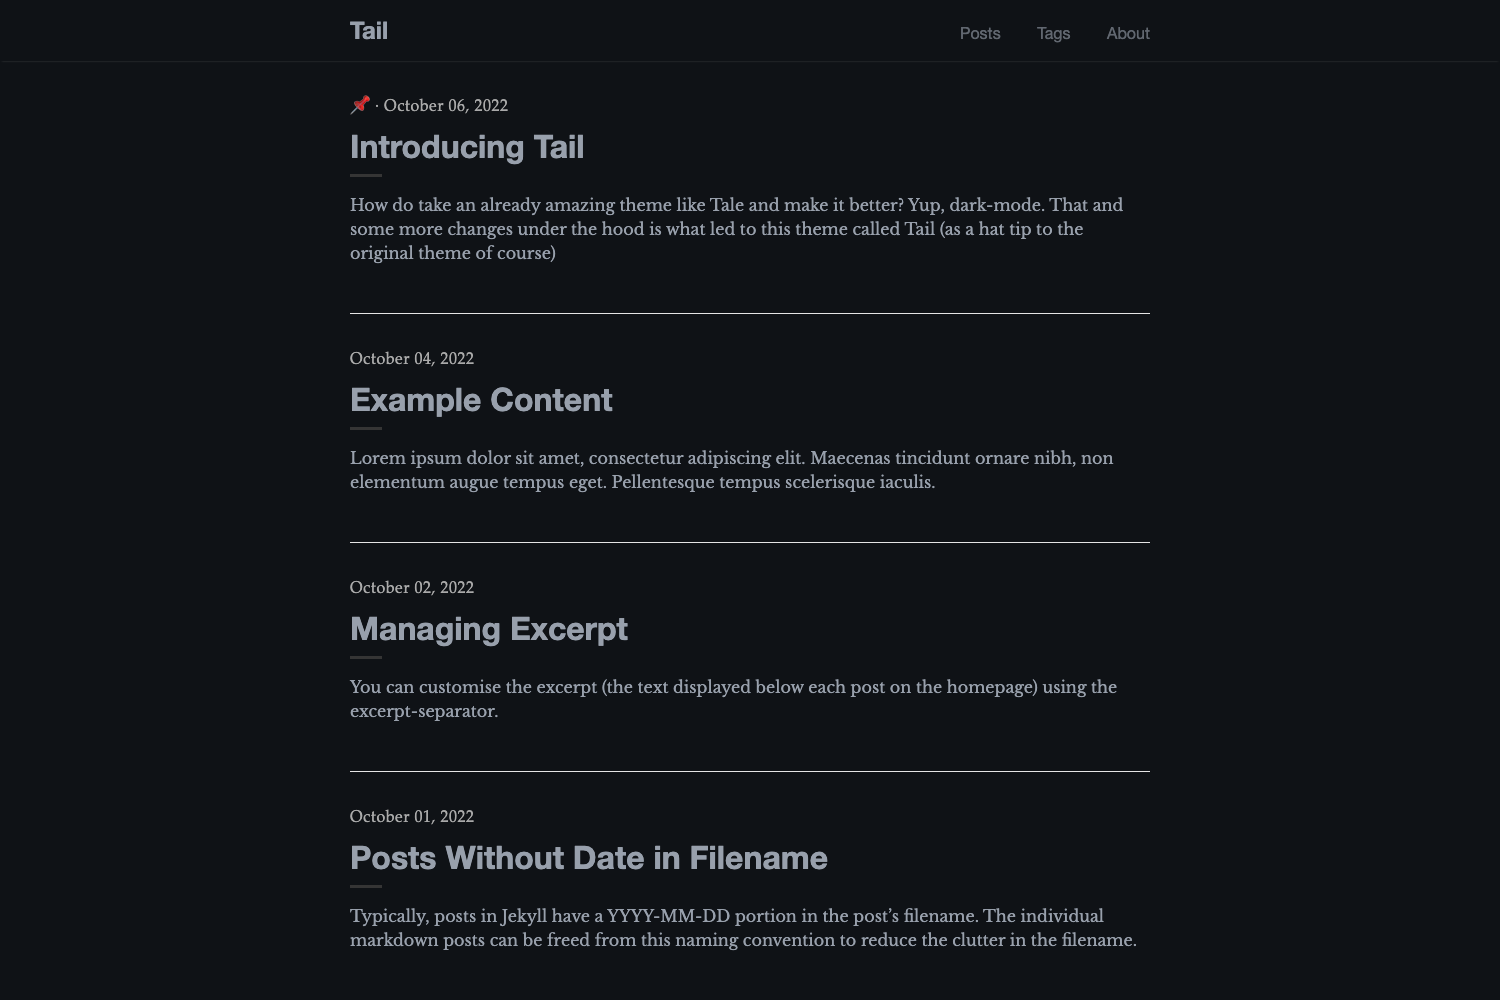 Tail
Posts Tags About
📌 · October 06, 2022
Introducing Tail
How do take an already amazing theme like Tale and make it better? Yup, dark-mode. That and
some more changes under the hood is what led to this theme called Tail (as a hat tip to the
original theme of course)
October 04, 2022
Example Content
Lorem ipsum dolor sit amet, consectetur adipiscing elit. Maecenas tincidunt ornare nibh, non
elementum augue tempus eget. Pellentesque tempus scelerisque iaculis.
October 02, 2022
Managing Excerpt
You can customise the excerpt (the text displayed below each post on the homepage) using the
excerpt-separator.
October 01, 2022
Posts Without Date in Filename
Typically, posts in Jekyll have a YYYY-MM-DD portion in the post’s filename. The individual
markdown posts can be freed from this naming convention to reduce the clutter in the filename.